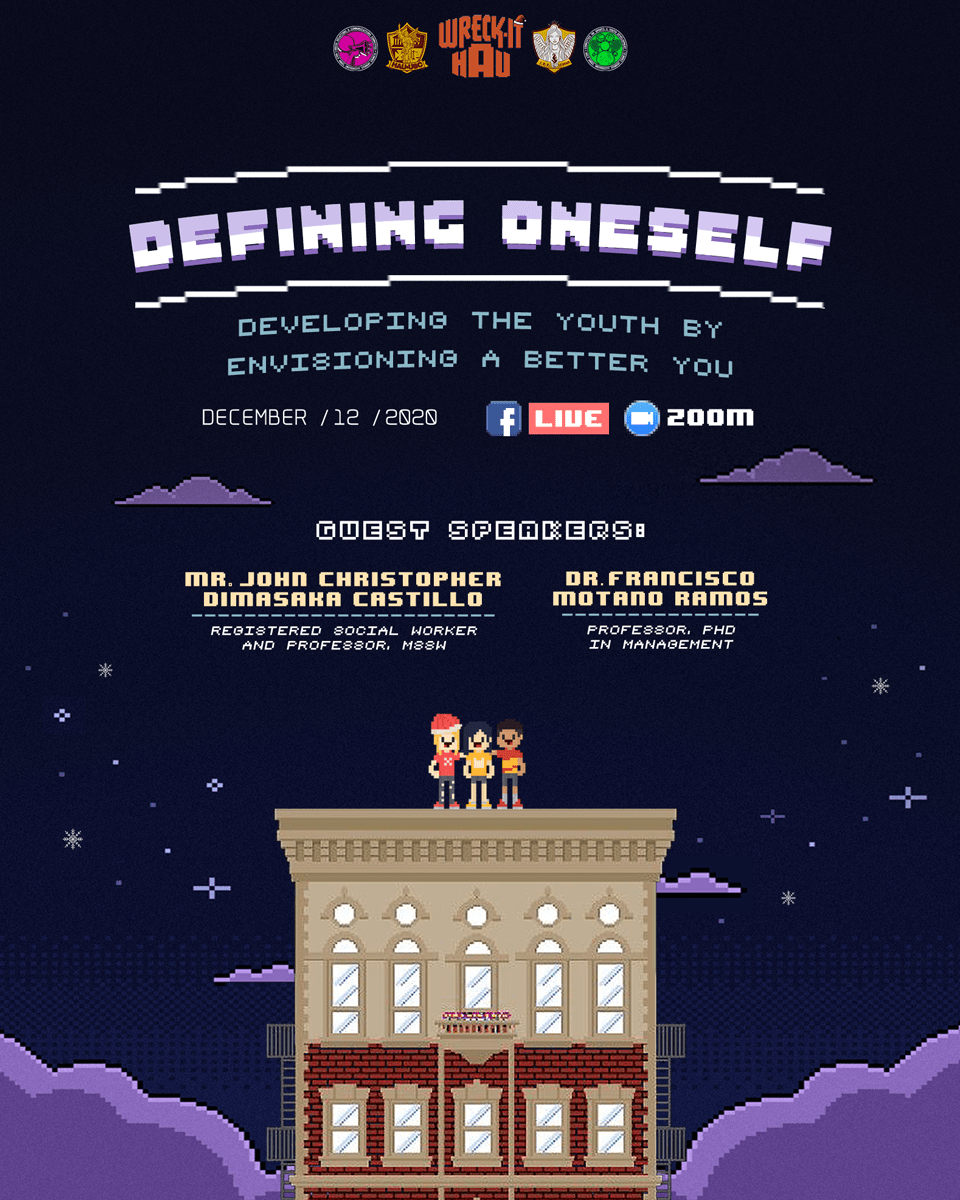 WRECK-IT
HAU
DEFINING ONESELF
DEVELOPING THE YOUTH BY
ENVISIONING A BETTER YOU
DECEMBER /12 /2020
f LIVE ZOOM
GUEST SPEAKERS:
MR. JOHN CHRISTOPHER
DIMASAKA CASTILLO
REGISTERED SOCIAL WORKER
AND PROFESSOR, MSSW
DR. FRANCISCO
MOTANO RAMOS
PROFESSOR, PHD
IN MANAGEMENT